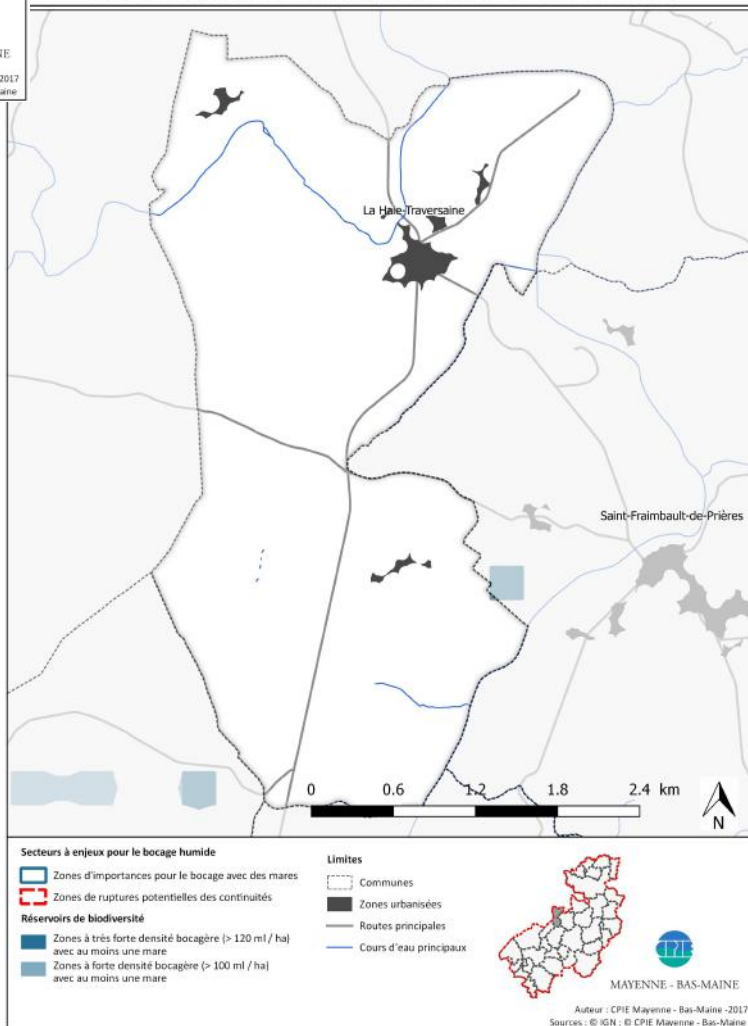 NE
2017
aine
La Haie-Traversaine
Saint-Fraimbault-de-Prières
0 0.6 1.2 1.8 2.4 km
N
Secteurs à enjeux pour le bocage humide
Zones d'importances pour le bocage avec des mares
Zones de ruptures potentielles des continuités
Réservoirs de biodiversité
Zones à très forte densité bocagère (> 120 ml / ha)
avec au moins une mare
Zones à forte densité bocagère (> 100 ml / ha)
avec au moins une mare
Limites
Communes
Zones urbanisées
Routes principales
Cours d'eau principaux
CPIE
MAYENNE - BAS-MAINE
Auteur : CPIE Mayenne - Bas-Maine -2017
Sources : © IGN ; © CPIE Mayenne - Bas-Maine